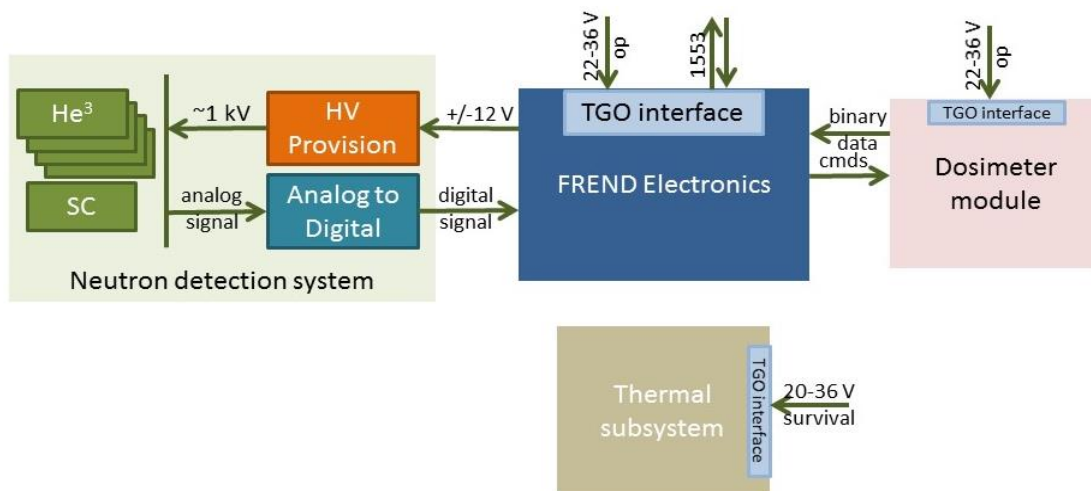 He³
SC
~1 kV
HV
Provision
+/-12 V
analog
signal
Analog to
Digital
digital
signal
Neutron detection system
22-36 V
op
1553
TGO interface
FREND Electronics
binary
data
cmds
22-36 V
op
TGO interface
Dosimeter
module
Thermal
subsystem
TGO interface
20-36 V
survival